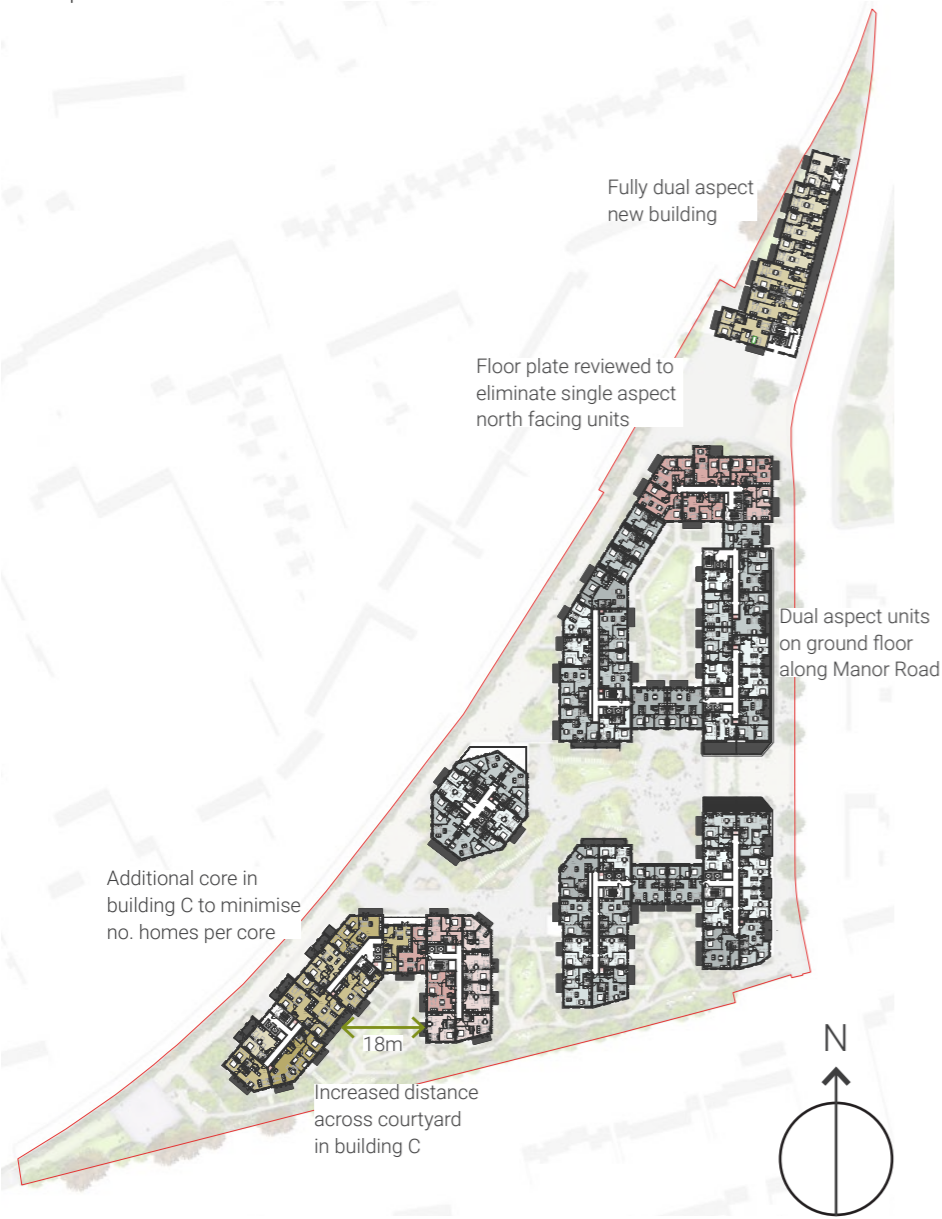 Fully dual aspect
new building
Floor plate reviewed to
eliminate single aspect
north facing units
Dual aspect units
on ground floor
along Manor Road
Additional core in
building C to minimise
no. homes per core
18m
Increased distance
across courtyard
in building C
N